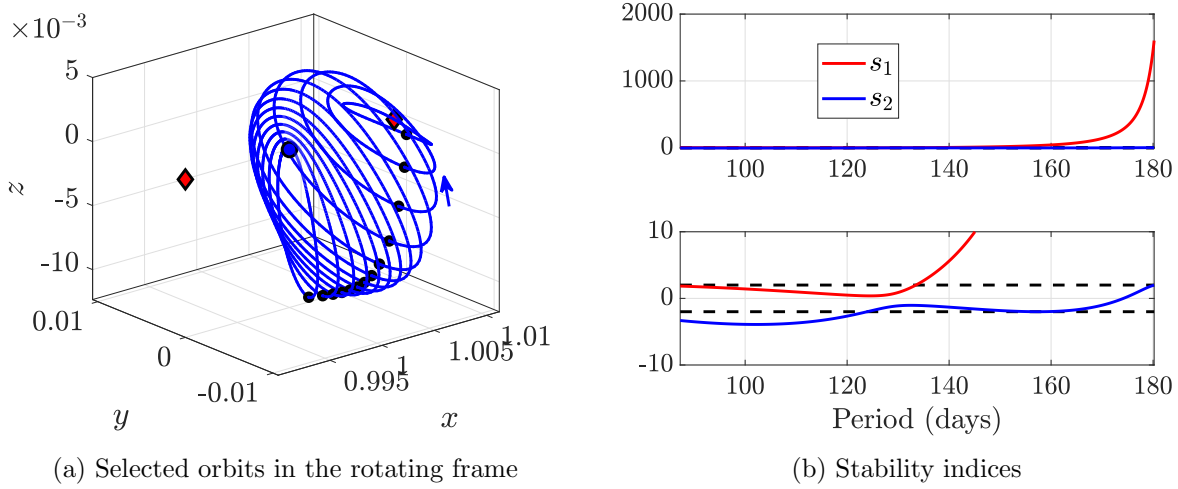 ×10⁻³
5
0
-5
-10
z
0.01
0
-0.01
y
0.995
1
1.005
1.01
x
(a) Selected orbits in the rotating frame
2000
1000
0
100 120 140 160 180
s₁
s₂
10
0
-10
100 120 140 160 180
Period (days)
(b) Stability indices